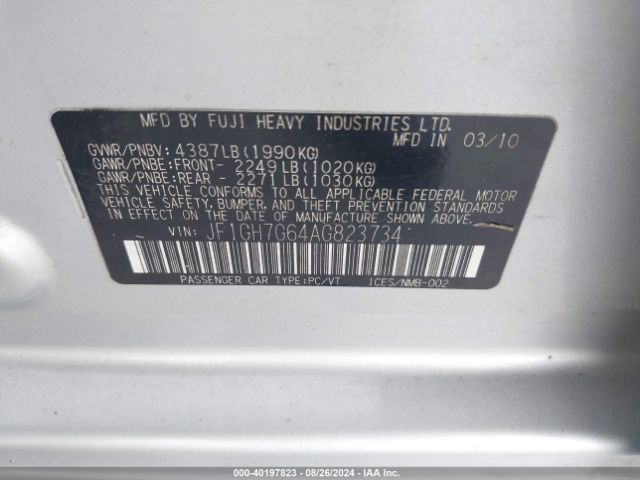 MFD BY FUJI HEAVY INDUSTRIES LTD.
MFD IN 03/10
GVWR/PNBV: 4387LB(1990KG)
GAWR/PNBE:FRONT- 2249LB(1020KG)
GAWR/PNBE:REAR - 2271LB(1030KG)
THIS VEHICLE CONFORMS TO ALL APPLICABLE FEDERAL MOTOR
VEHICLE SAFETY, BUMPER, AND THEFT PREVENTION STANDARDS
IN EFFECT ON THE DATE OF MANUFACTURE SHOWN ABOVE.
VIN: JF1GH7G64AG823734
PASSENGER CAR TYPE:PC/VT ICES/NMB-002
000-40197823 - 08/26/2024 - IAAI.COM